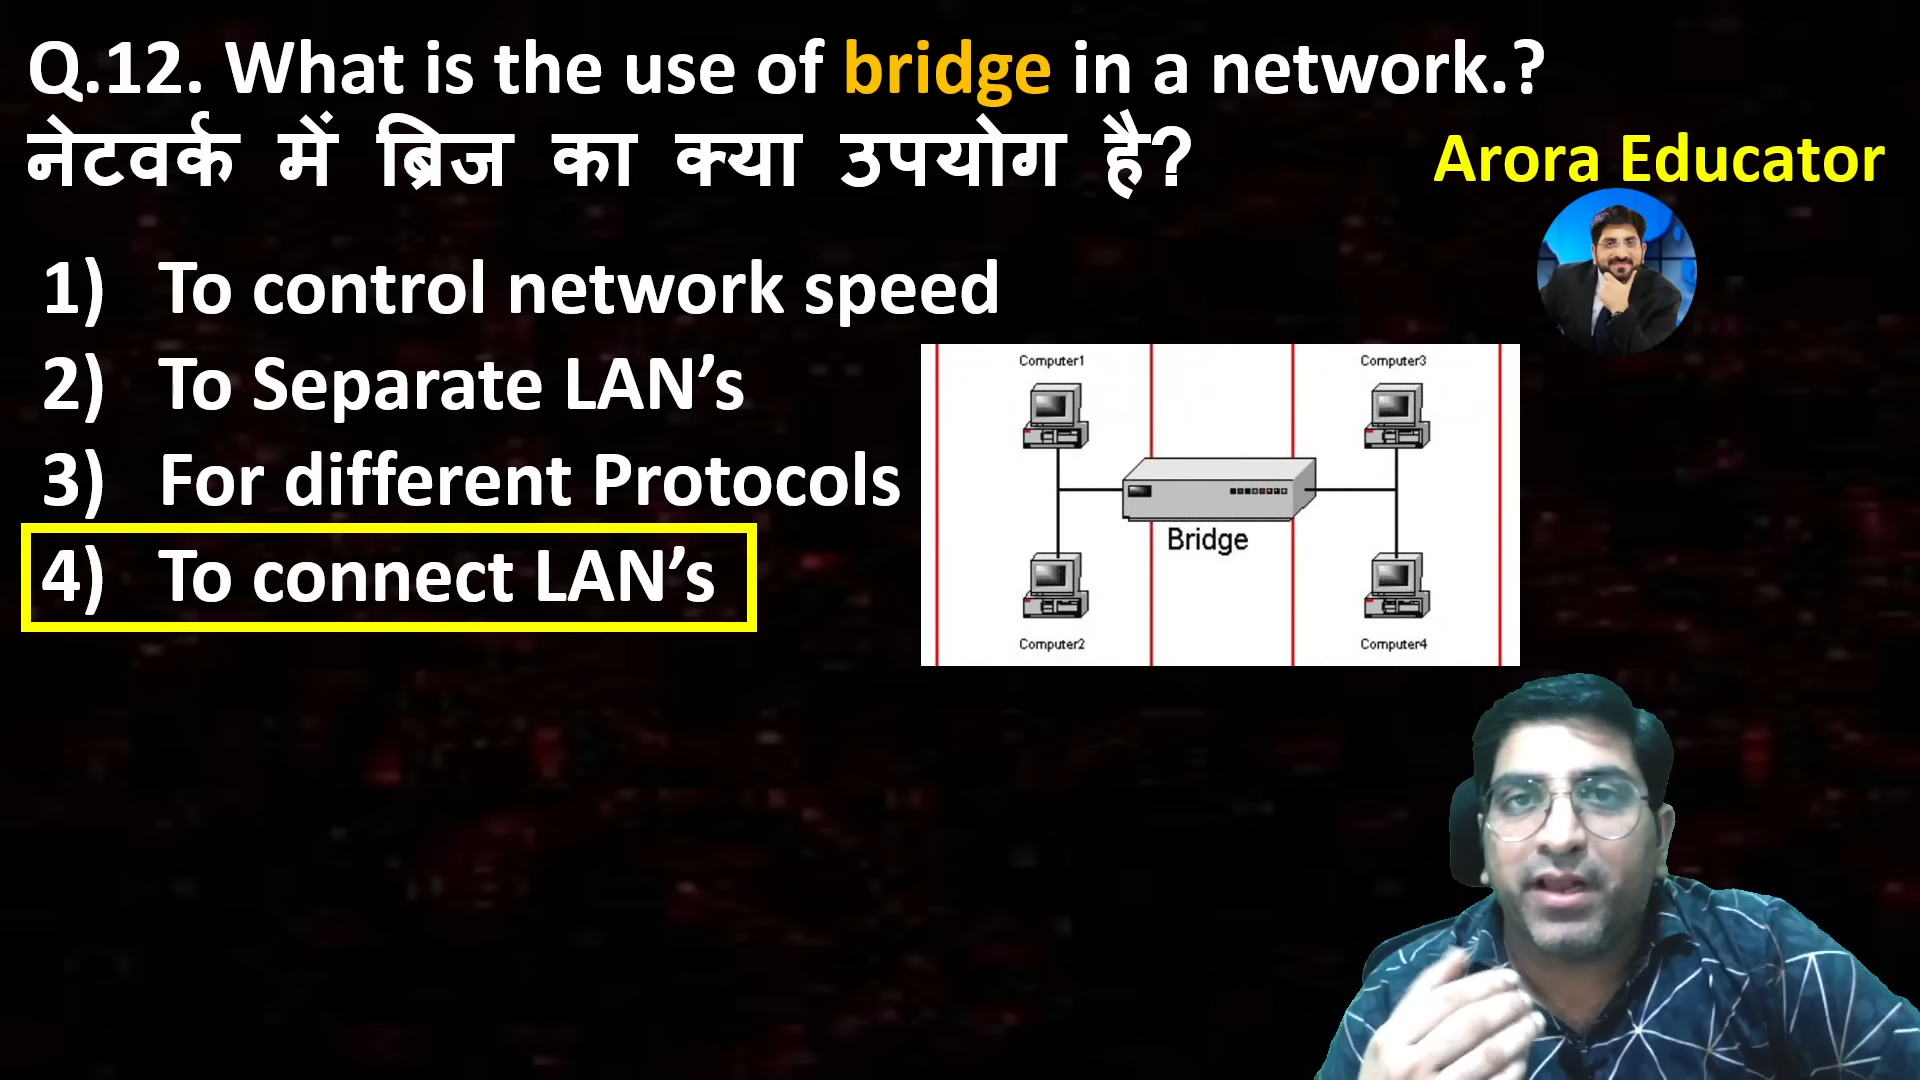 Q.12. What is the use of bridge in a network.?
नेटवर्क में ब्रिज का क्या उपयोग है?
Arora Educator
1) To control network speed
2) To Separate LAN’s
3) For different Protocols
4) To connect LAN’s
Computer1
Computer3
Bridge
Computer2
Computer4